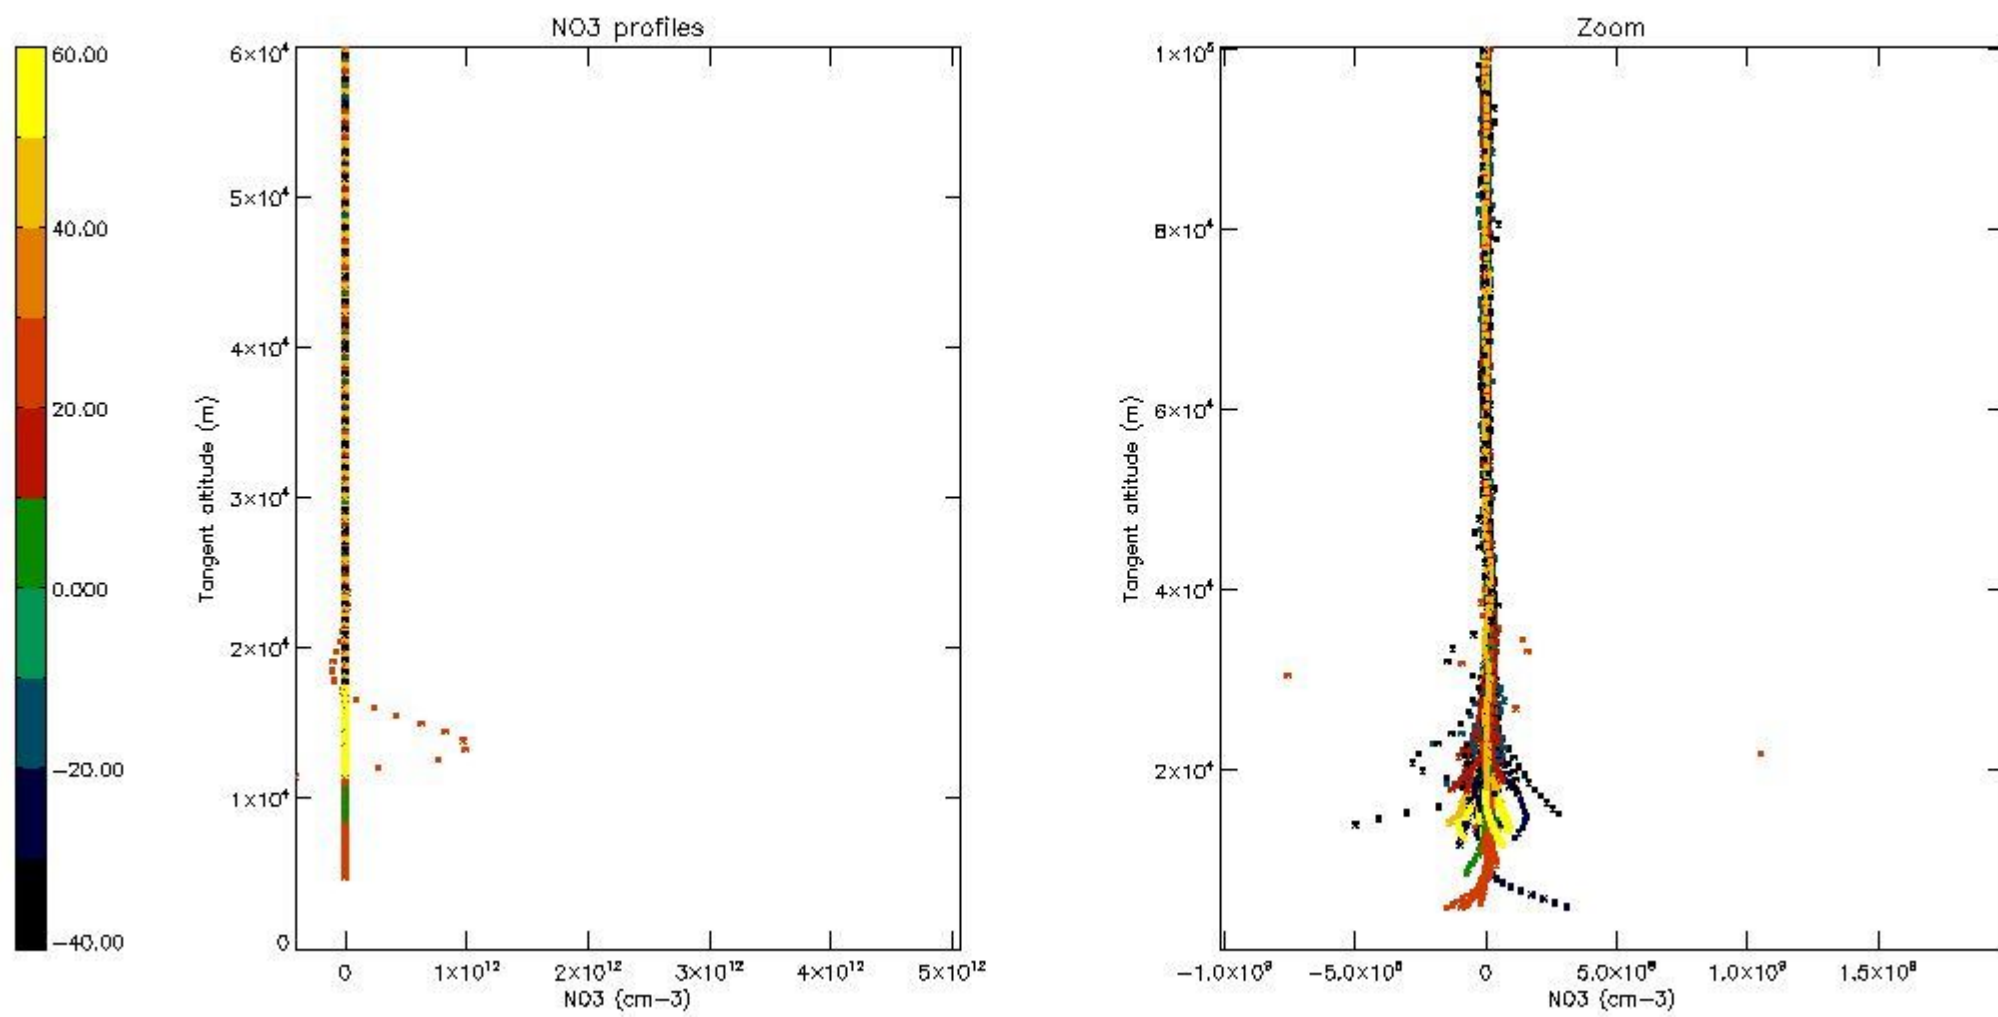 NO3 profiles
60.00
40.00
20.00
0.000
−20.00
−40.00
6×10⁴
5×10⁴
4×10⁴
3×10⁴
2×10⁴
1×10⁴
0
Tangent altitude (m)
0 1×10¹² 2×10¹² 3×10¹² 4×10¹² 5×10¹²
NO3 (cm−3)
Zoom
1×10⁵
8×10⁴
6×10⁴
4×10⁴
2×10⁴
Tangent altitude (m)
−1.0×10⁹ −5.0×10⁸ 0 5.0×10⁸ 1.0×10⁹ 1.5×10⁹
NO3 (cm−3)